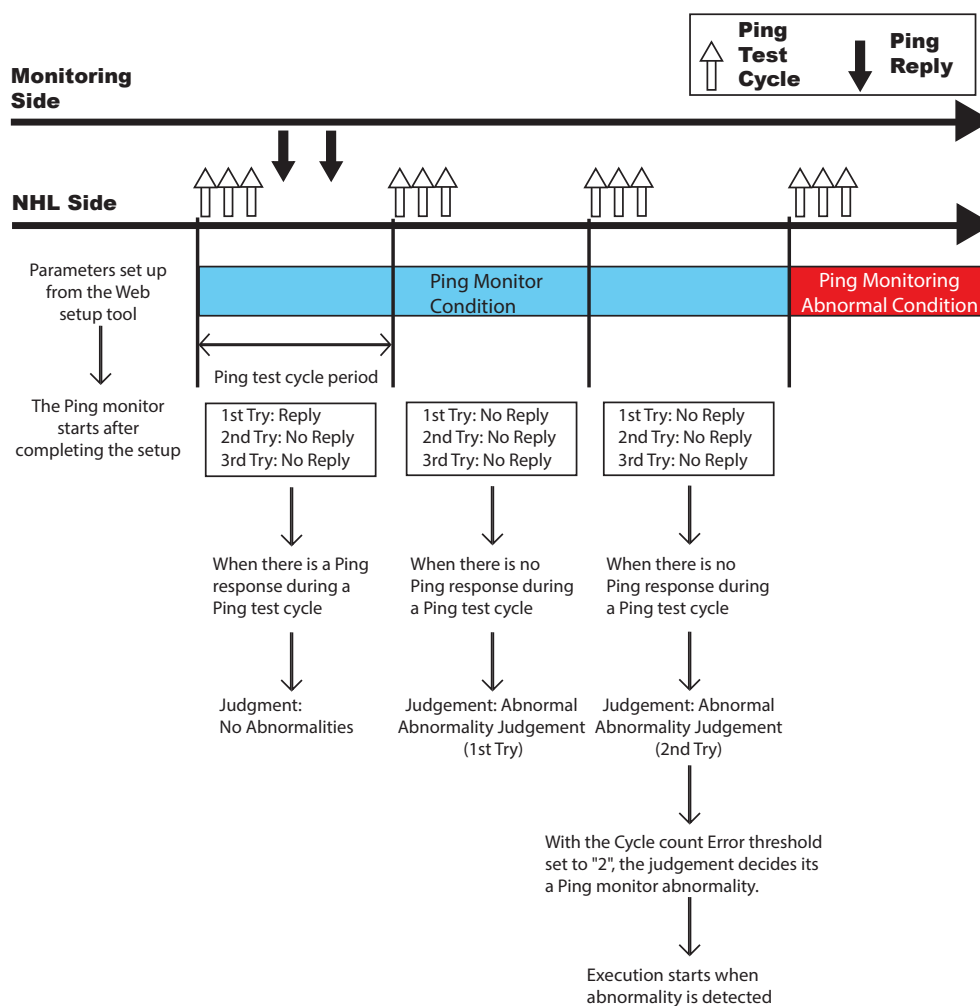 Ping
Test
Cycle
Ping
Reply
Monitoring
Side
NHL Side
Parameters set up
from the Web
setup tool
Ping Monitor
Condition
Ping Monitoring
Abnormal Condition
Ping test cycle period
The Ping monitor
starts after
completing the setup
1st Try: Reply
2nd Try: No Reply
3rd Try: No Reply
1st Try: No Reply
2nd Try: No Reply
3rd Try: No Reply
1st Try: No Reply
2nd Try: No Reply
3rd Try: No Reply
When there is a Ping
response during a
Ping test cycle
When there is no
Ping response during
a Ping test cycle
When there is no
Ping response during
a Ping test cycle
Judgment:
No Abnormalities
Judgement: Abnormal
Abnormality Judgement
(1st Try)
Judgement: Abnormal
Abnormality Judgement
(2nd Try)
With the Cycle count Error threshold
set to "2", the judgement decides its
a Ping monitor abnormality.
Execution starts when
abnormality is detected